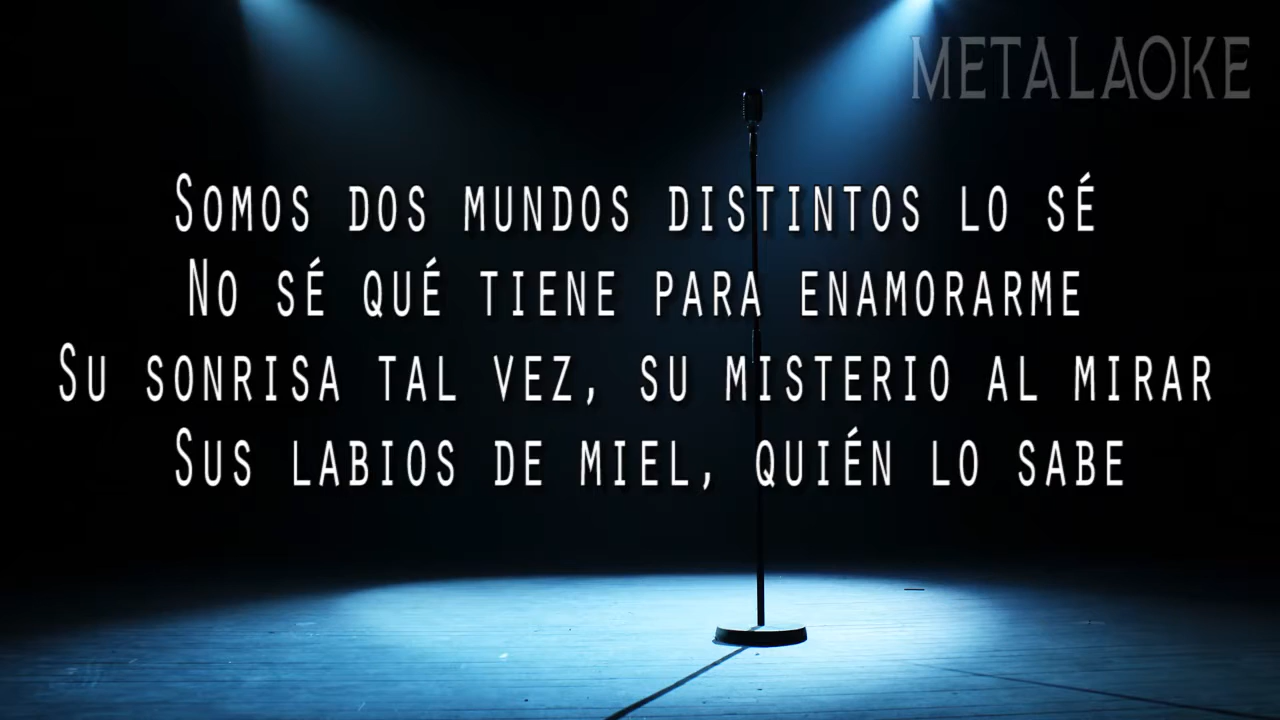 METALAOKE
Somos dos mundos distintos lo sé
No sé qué tiene para enamorarme
Su sonrisa tal vez, su misterio al mirar
Sus labios de miel, quién lo sabe